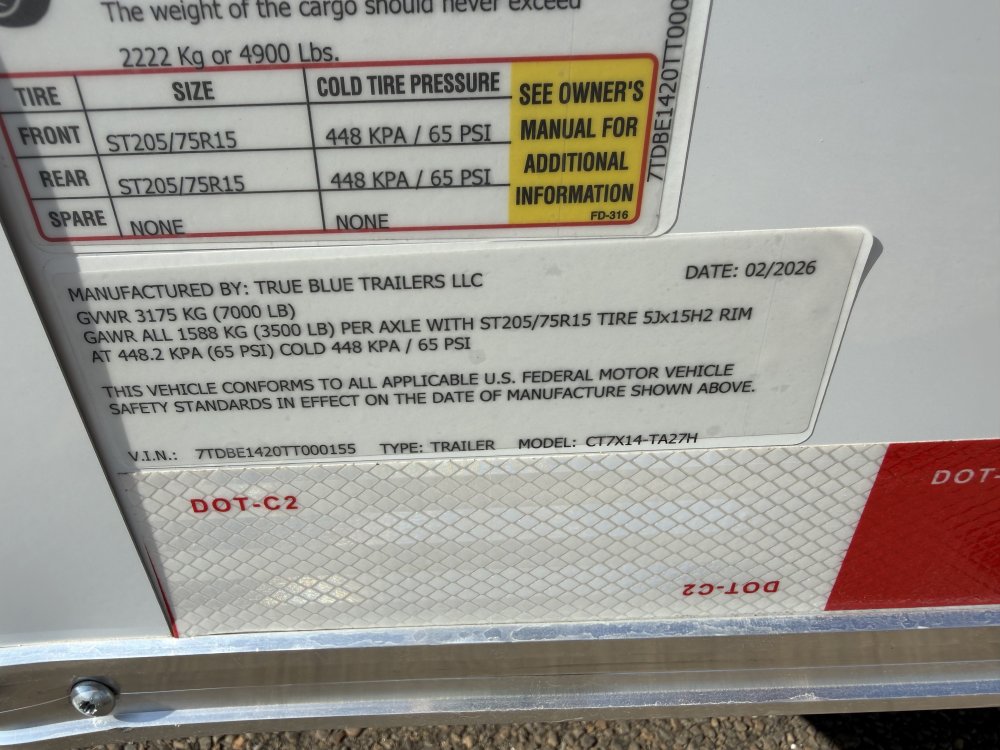 The weight of the cargo should never exceed
2222 Kg or 4900 Lbs.
TIRE SIZE COLD TIRE PRESSURE
FRONT ST205/75R15 448 KPA / 65 PSI
REAR ST205/75R15 448 KPA / 65 PSI
SPARE NONE NONE
SEE OWNER'S
MANUAL FOR
ADDITIONAL
INFORMATION
FD-316
7TDBE1420TT000
MANUFACTURED BY: TRUE BLUE TRAILERS LLC DATE: 02/2026
GVWR 3175 KG (7000 LB)
GAWR ALL 1588 KG (3500 LB) PER AXLE WITH ST205/75R15 TIRE 5Jx15H2 RIM
AT 448.2 KPA (65 PSI) COLD 448 KPA / 65 PSI
THIS VEHICLE CONFORMS TO ALL APPLICABLE U.S. FEDERAL MOTOR VEHICLE
SAFETY STANDARDS IN EFFECT ON THE DATE OF MANUFACTURE SHOWN ABOVE.
V.I.N.: 7TDBE1420TT000155 TYPE: TRAILER MODEL: CT7X14-TA27H
DOT-C2
DOT-
DOT-C2